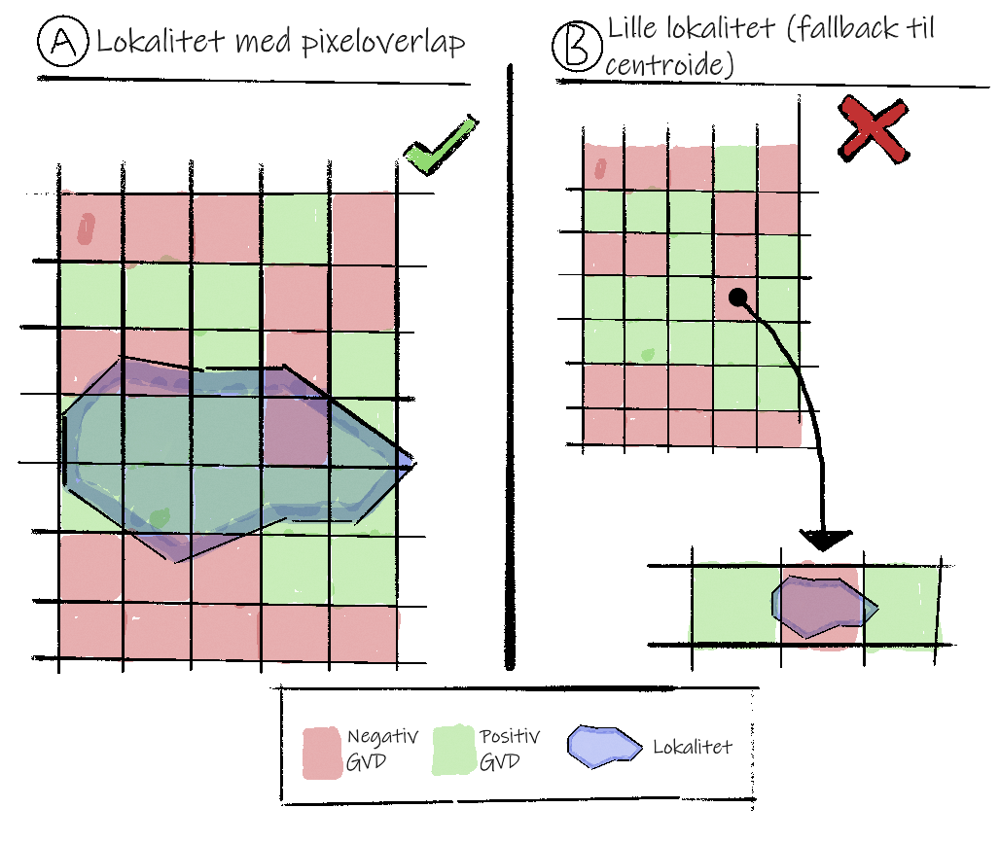 A Lokalitet med pixeloverlap
B Lille lokalitet (fallback til
centroide)
Negativ
GVD
Positiv
GVD
Lokalitet